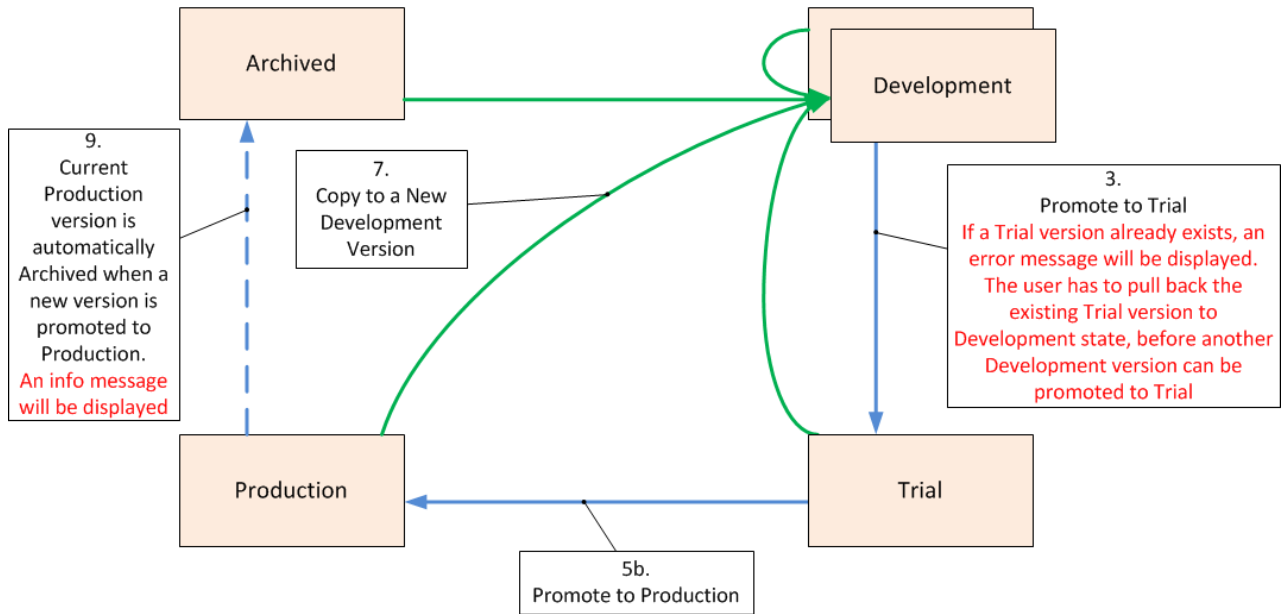 Archived
Development
9.
Current
Production
version is
automatically
Archived when a
new version is
promoted to
Production.
An info message
will be displayed
7.
Copy to a New
Development
Version
3.
Promote to Trial
If a Trial version already exists, an
error message will be displayed.
The user has to pull back the
existing Trial version to
Development state, before another
Development version can be
promoted to Trial
Production
Trial
5b.
Promote to Production